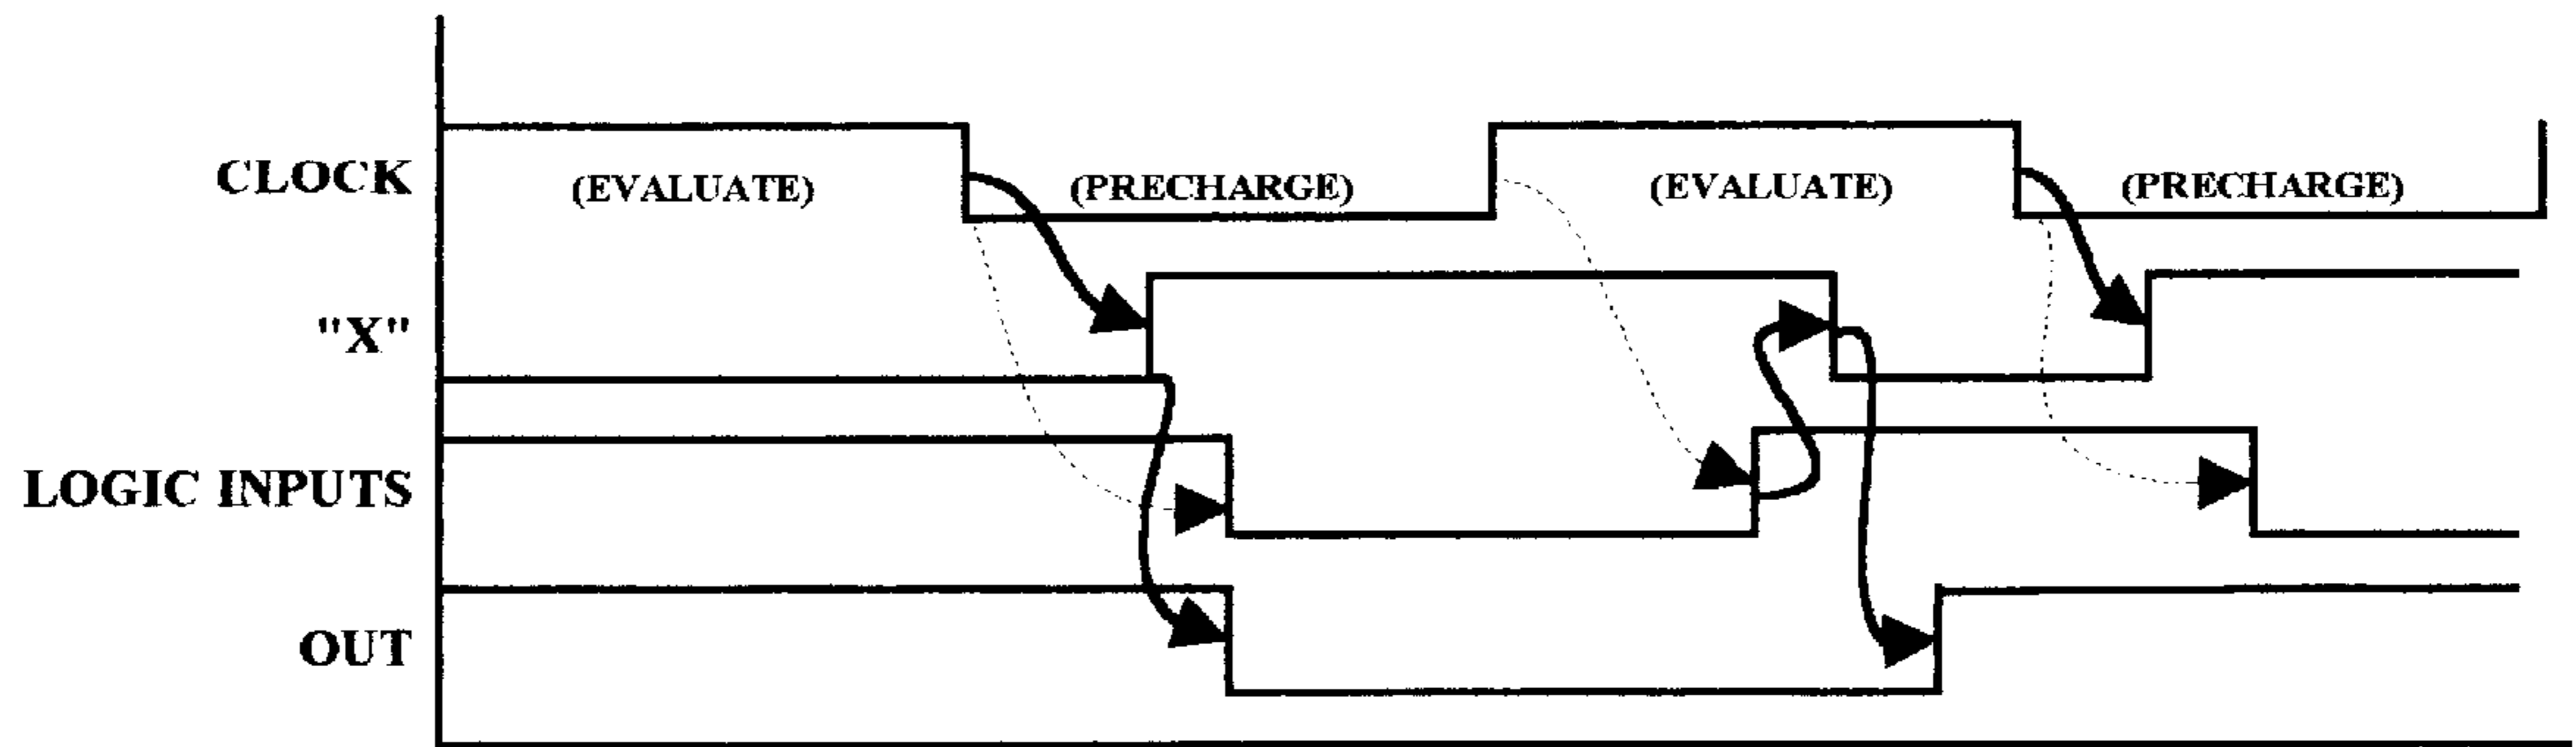 CLOCK (EVALUATE) (PRECHARGE) (EVALUATE) (PRECHARGE)
"X"
LOGIC INPUTS
OUT